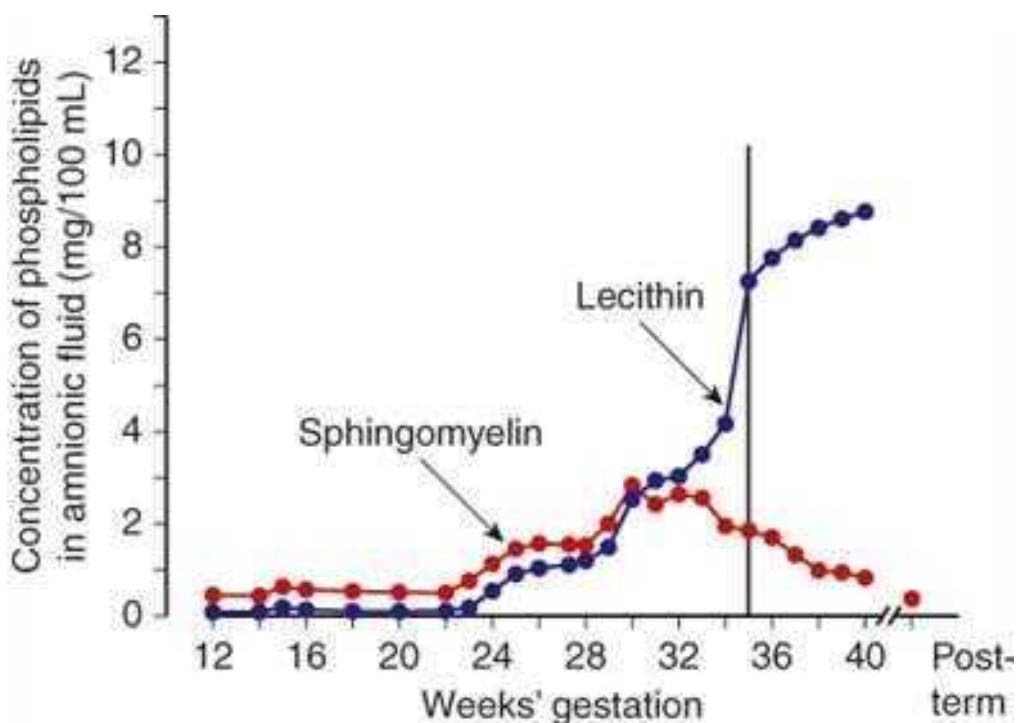 Concentration of phospholipids
in amnionic fluid (mg/100 mL)
12
10
8
6
4
2
0
Lecithin
Sphingomyelin
12 16 20 24 28 32 36 40 Post-
term
Weeks' gestation